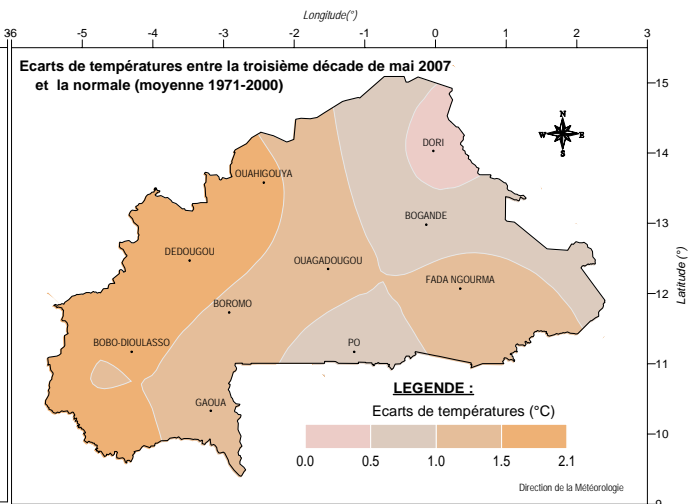 Longitude(°)
36 -5 -4 -3 -2 -1 0 1 2 3
Ecarts de températures entre la troisième décade de mai 2007
et la normale (moyenne 1971-2000)
15
N
W E
S
DORI
14
OUAHIGOUYA
BOGANDE
13
DEDOUGOU
OUAGADOUGOU
FADA NGOURMA
Latitude (°)
12
BOROMO
BOBO-DIOULASSO
PO
11
LEGENDE :
Ecarts de températures (°C)
GAOUA
10
0.0 0.5 1.0 1.5 2.1
Direction de la Météorologie
9